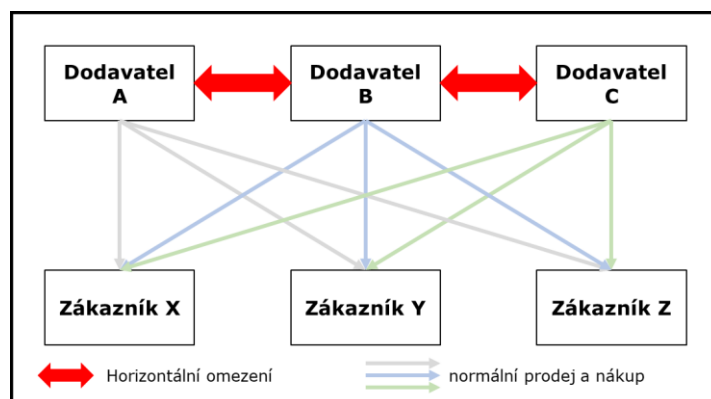 Dodavatel
A
Dodavatel
B
Dodavatel
C
Zákazník X
Zákazník Y
Zákazník Z
Horizontální omezení
normální prodej a nákup